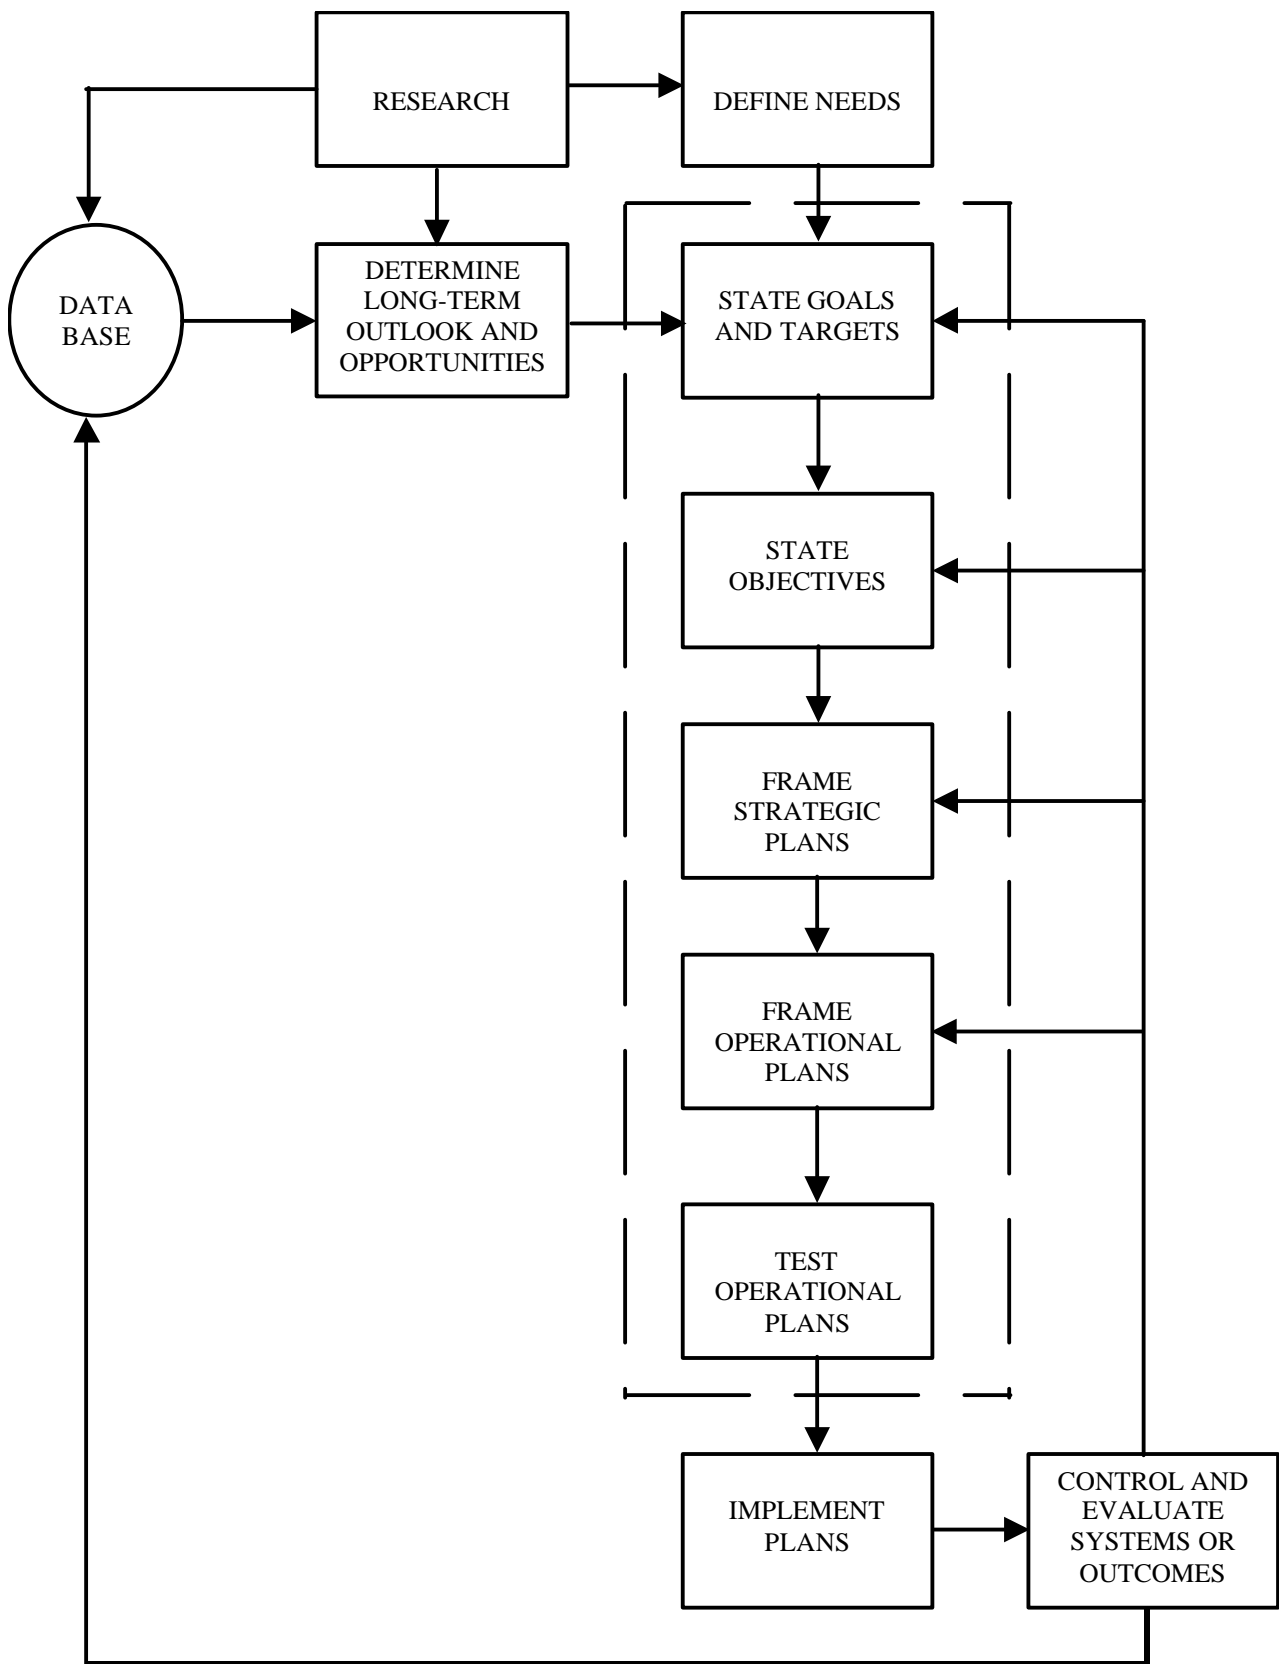 RESEARCH
DEFINE NEEDS
DATA
BASE
DETERMINE
LONG-TERM
OUTLOOK AND
OPPORTUNITIES
STATE GOALS
AND TARGETS
STATE
OBJECTIVES
FRAME
STRATEGIC
PLANS
FRAME
OPERATIONAL
PLANS
TEST
OPERATIONAL
PLANS
IMPLEMENT
PLANS
CONTROL AND
EVALUATE
SYSTEMS OR
OUTCOMES